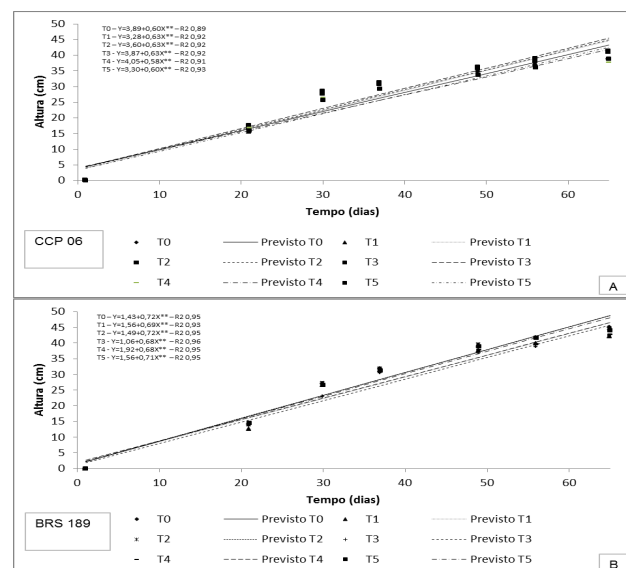 50
45
40
35
30
25
20
15
10
5
0
Altura (cm)
T0 – Y=3,89+0,60X** – R2 0,89
T1 – Y=3,28+0,63X** – R2 0,92
T2 – Y=3,60+0,63X** – R2 0,92
T3 - Y=3,87+0,63X** – R2 0,92
T4 - Y=4,05+0,58X** – R2 0,91
T5 - Y=3,30+0,60X** – R2 0,93
0 10 20 30 40 50 60
Tempo (dias)
CCP 06
T0 Previsto T0 T1 Previsto T1
T2 Previsto T2 T3 Previsto T3
T4 Previsto T4 T5 Previsto T5
A
50
45
40
35
30
25
20
15
10
5
0
Altura (cm)
T0 – Y=1,43+0,72X** – R2 0,95
T1 – Y=1,56+0,69X** – R2 0,93
T2 – Y=1,49+0,72X** – R2 0,95
T3 - Y=1,06+0,68X** – R2 0,96
T4 - Y=1,92+0,68X** – R2 0,95
T5 - Y=1,56+0,71X** – R2 0,95
0 10 20 30 40 50 60
Tempo (dias)
BRS 189
T0 Previsto T0 T1 Previsto T1
T2 Previsto T2 T3 Previsto T3
T4 Previsto T4 T5 Previsto T5
B